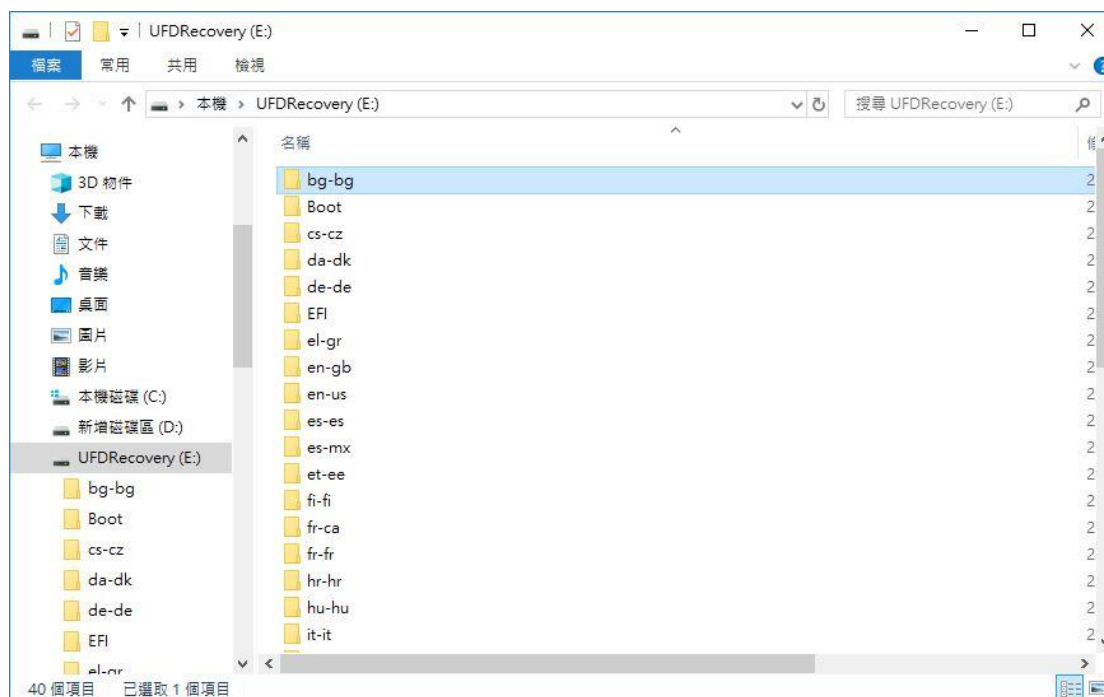 UFDRecovery (E:)
檔案 常用 共用 檢視
本機 › UFDRecovery (E:)
搜尋 UFDRecovery (E:)
本機
3D 物件
下載
文件
音樂
桌面
圖片
影片
本機磁碟 (C:)
新增磁碟區 (D:)
UFDRecovery (E:)
bg-bg
Boot
cs-cz
da-dk
de-de
EFI
el-gr
名稱
bg-bg
Boot
cs-cz
da-dk
de-de
EFI
el-gr
en-gb
en-us
es-es
es-mx
et-ee
fi-fi
fr-ca
fr-fr
hr-hr
hu-hu
it-it
40 個項目 已選取 1 個項目